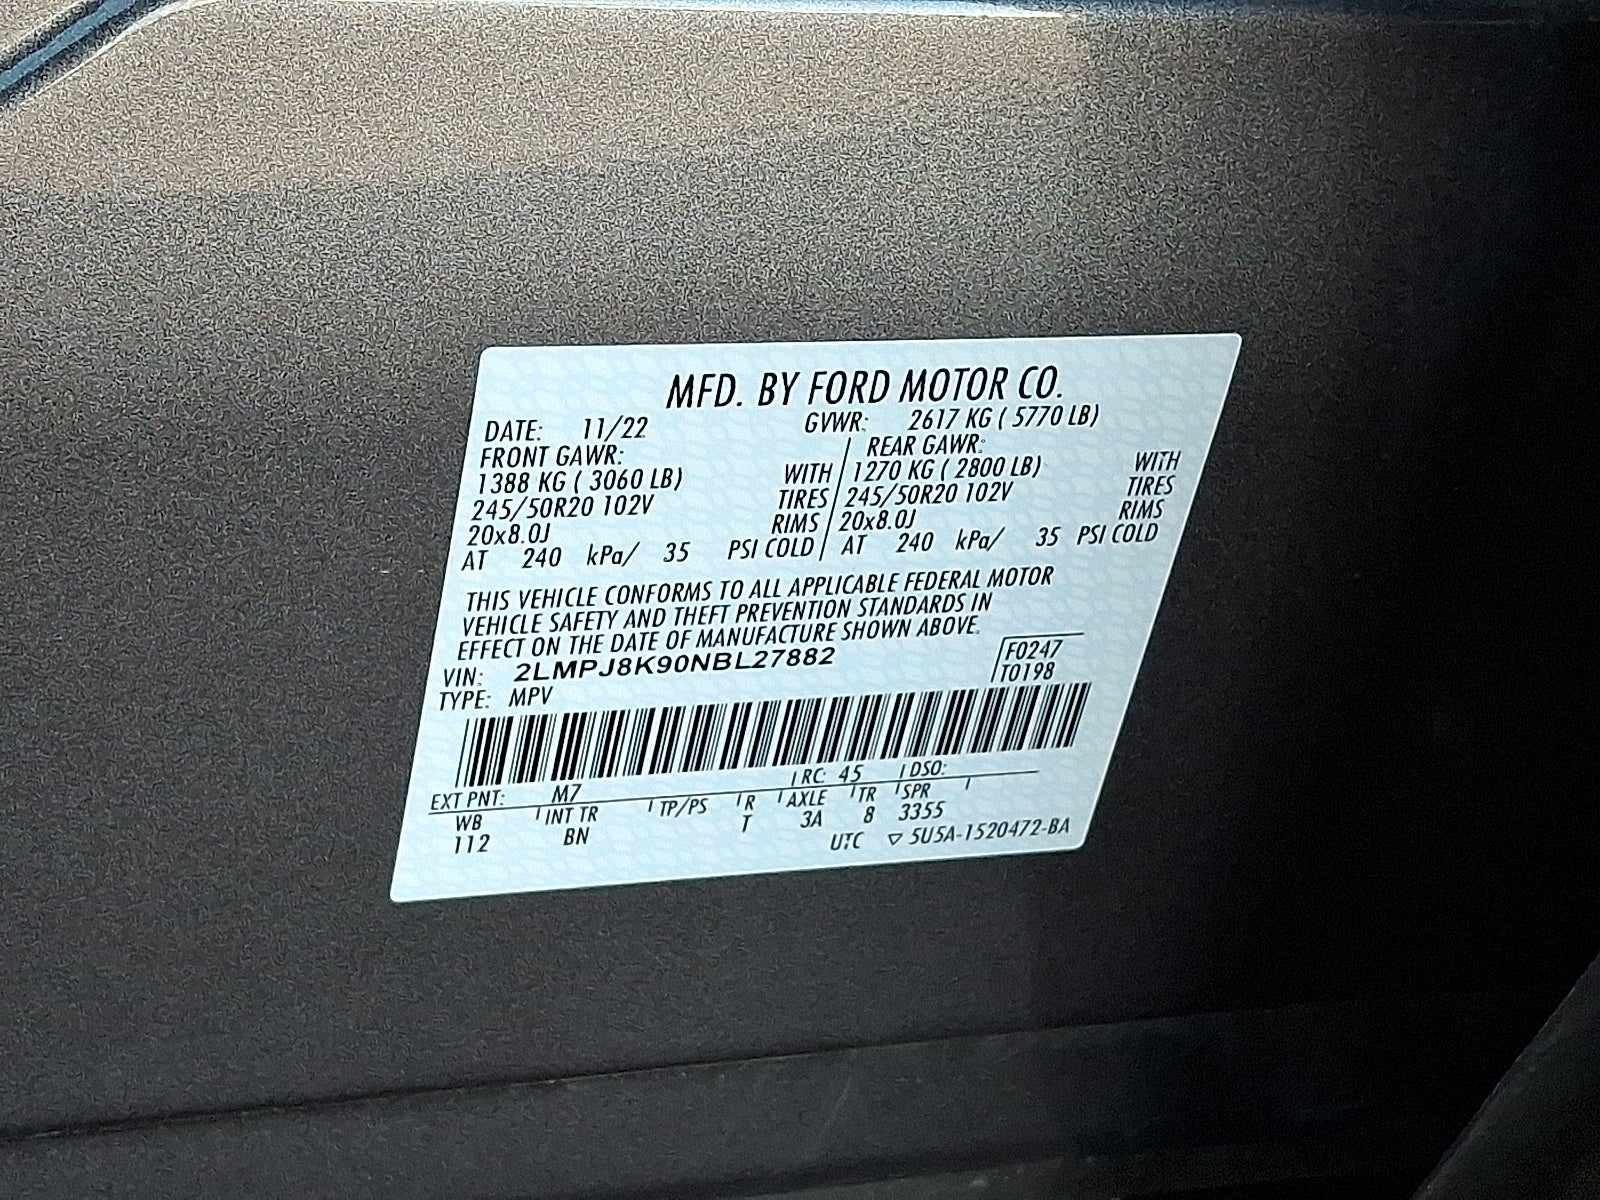 MFD. BY FORD MOTOR CO.
DATE: 11/22 GVWR: 2617 KG ( 5770 LB)
FRONT GAWR: REAR GAWR:
1388 KG ( 3060 LB) WITH 1270 KG ( 2800 LB) WITH
245/50R20 102V TIRES 245/50R20 102V TIRES
20x8.0J RIMS 20x8.0J RIMS
AT 240 kPa/ 35 PSI COLD AT 240 kPa/ 35 PSI COLD
THIS VEHICLE CONFORMS TO ALL APPLICABLE FEDERAL MOTOR
VEHICLE SAFETY AND THEFT PREVENTION STANDARDS IN
EFFECT ON THE DATE OF MANUFACTURE SHOWN ABOVE.
VIN: 2LMPJ8K90NBL27882 F0247
TYPE: MPV T0198
EXT PNT: M7 RC: 45 DSO:
WB INT TR TP/PS R AXLE TR SPR
112 BN T 3A 8 3355
UTC ▽ 5U5A-1520472-BA